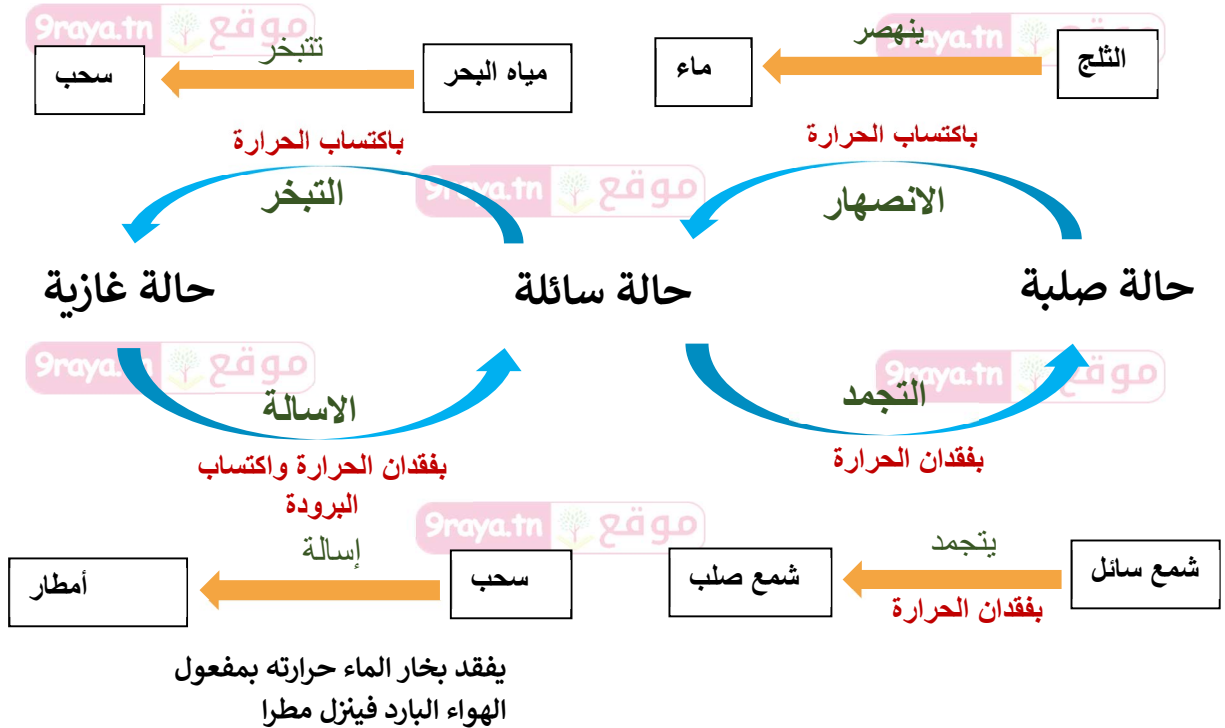 موقع 9raya.tn
موقع 9raya.tn
ينهصر
الثلج
ماء
تتبخر
مياه البحر
سحب
باكتساب الحرارة
باكتساب الحرارة
موقع 9raya.tn
الانصهار
التبخر
حالة صلبة
حالة سائلة
حالة غازية
موقع 9raya.tn
موقع 9raya.tn
التجمد
الاسالة
بفقدان الحرارة
بفقدان الحرارة واكتساب
البرودة
موقع 9raya.tn
يتجمد
إسالة
شمع سائل
شمع صلب
سحب
أمطار
بفقدان الحرارة
يفقد بخار الماء حرارته بمفعول
الهواء البارد فينزل مطرا